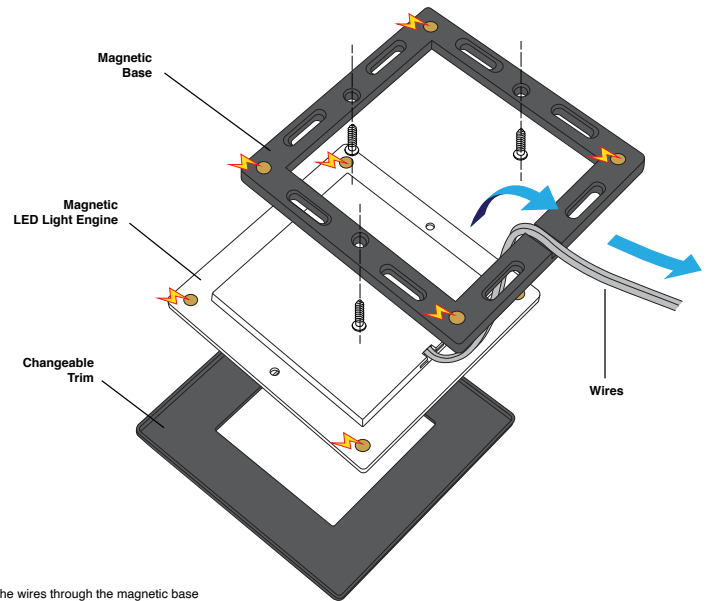 Magnetic
Base
Magnetic
LED Light Engine
Changeable
Trim
Wires
he wires through the magnetic base